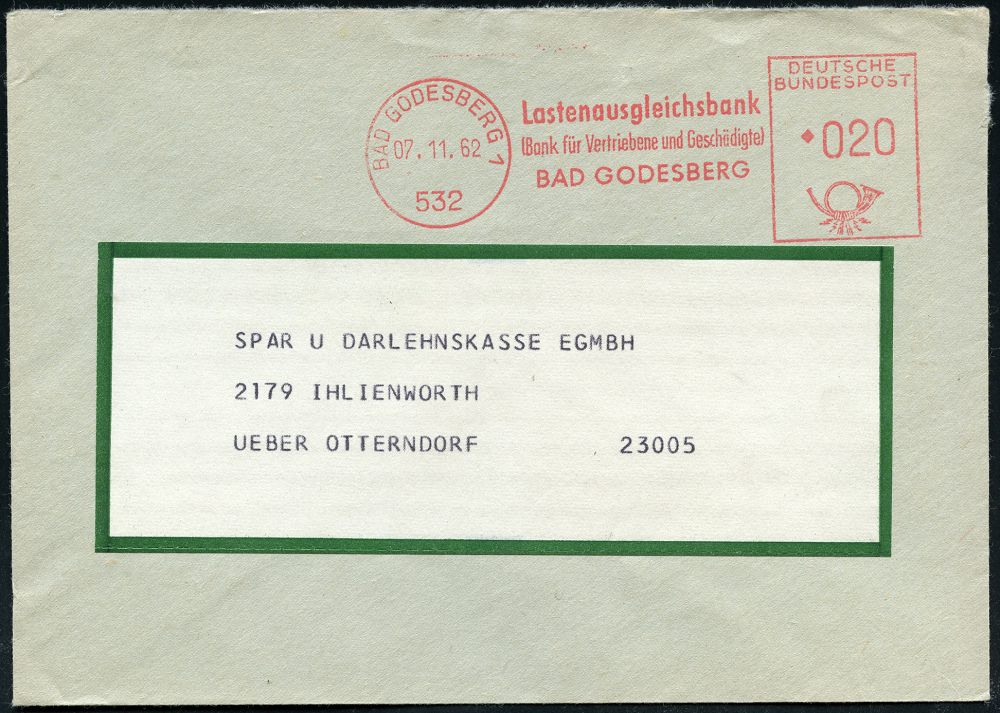 BAD GODESBERG 1
07.11.62
532
Lastenausgleichsbank
(Bank für Vertriebene und Geschädigte)
BAD GODESBERG
DEUTSCHE
BUNDESPOST
020
SPAR U DARLEHNSKASSE EGMBH
2179 IHLIENWORTH
UEBER OTTERNDORF 23005